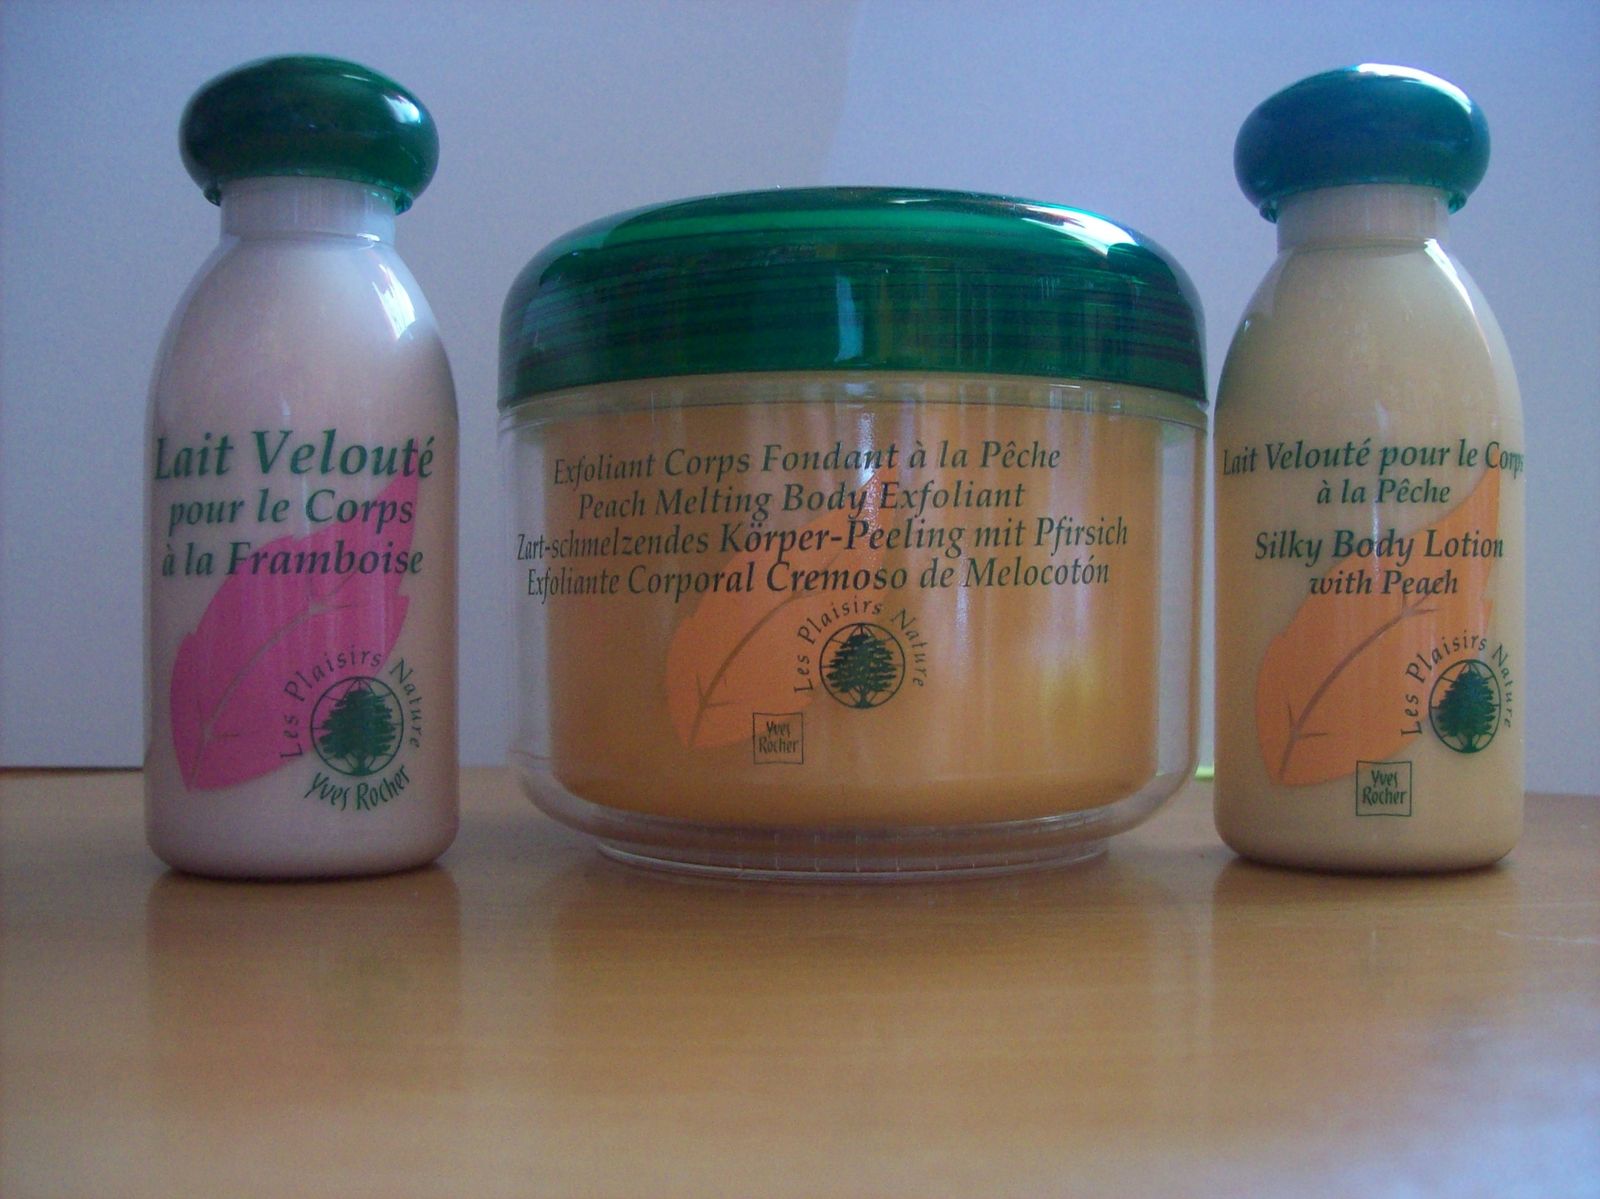 Lait Velouté
pour le Corps
à la Framboise
Les Plaisirs Nature
Yves Rocher
Exfoliant Corps Fondant à la Pêche
Peach Melting Body Exfoliant
Zart-schmelzendes Körper-Peeling mit Pfirsich
Exfoliante Corporal Cremoso de Melocotón
Les Plaisirs Nature
Yves
Rocher
Lait Velouté pour le Corps
à la Pêche
Silky Body Lotion
with Peach
Les Plaisirs Nature
Yves
Rocher